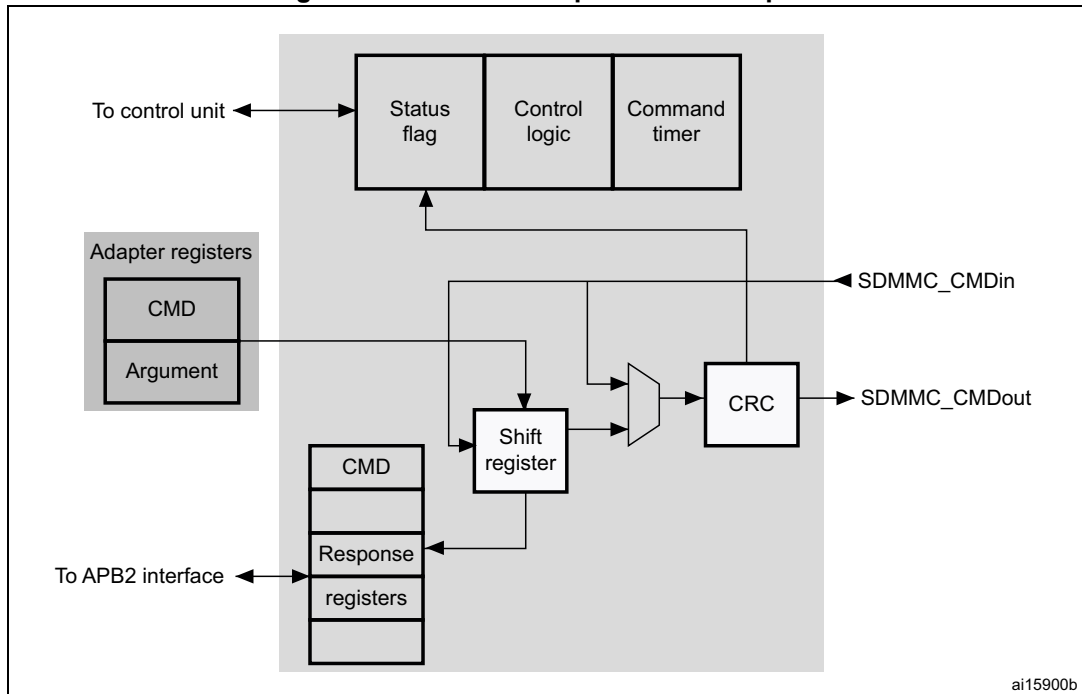 To control unit
Status
flag
Control
logic
Command
timer
Adapter registers
CMD
Argument
SDMMC_CMDin
SDMMC_CMDout
CRC
Shift
register
CMD
Response
registers
To APB2 interface
ai15900b